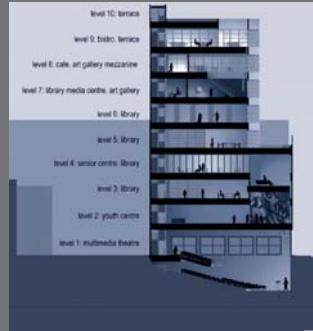 level 10: terrace
level 9: bistro, terrace
level 8: cafe, art gallery mezzanine
level 7: library media centre, art gallery
level 6: library
level 5: library
level 4: senior centre, library
level 3: library
level 2: youth centre
level 1: multimedia theatre